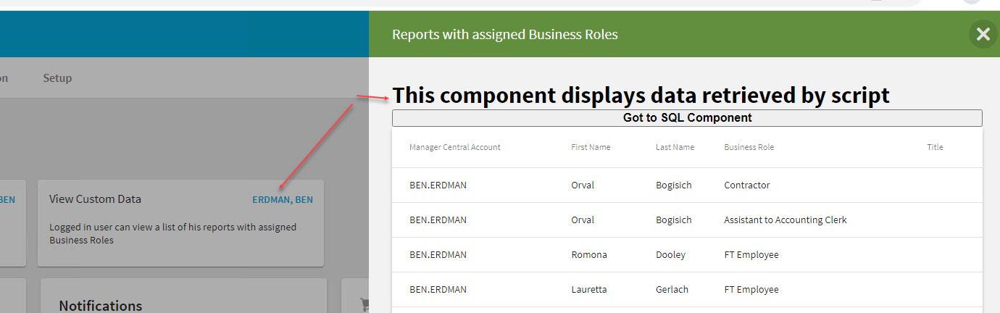 Reports with assigned Business Roles
on Setup
This component displays data retrieved by script
Got to SQL Component
Manager Central Account First Name Last Name Business Role Title
BEN.ERDMAN Orval Bogisich Contractor
BEN View Custom Data ERDMAN, BEN
Logged in user can view a list of his reports with assigned
Business Roles
BEN.ERDMAN Orval Bogisich Assistant to Accounting Clerk
BEN.ERDMAN Romona Dooley FT Employee
BEN.ERDMAN Lauretta Gerlach FT Employee
Notifications